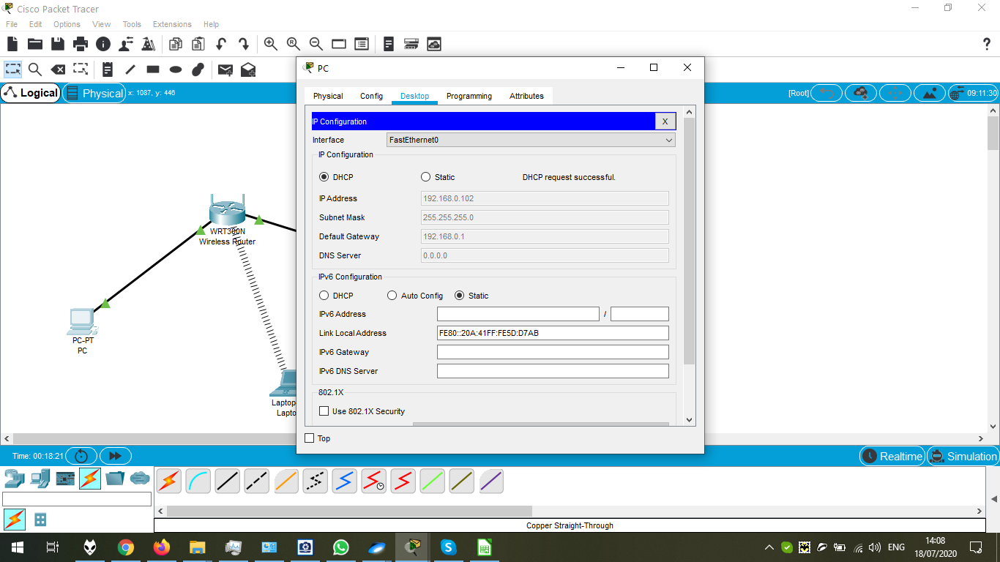 Cisco Packet Tracer
File Edit Options View Tools Extensions Help
Logical Physical x: 1087, y: 446 [Root] 09:11:30
PC
Physical Config Desktop Programming Attributes
IP Configuration X
Interface FastEthernet0
IP Configuration
DHCP Static DHCP request successful.
IP Address 192.168.0.102
Subnet Mask 255.255.255.0
Default Gateway 192.168.0.1
DNS Server 0.0.0.0
IPv6 Configuration
DHCP Auto Config Static
IPv6 Address /
Link Local Address FE80::20A:41FF:FE5D:D7AB
IPv6 Gateway
IPv6 DNS Server
802.1X
Use 802.1X Security
Top
WRT300N
Wireless Router
PC-PT
PC
Laptop
Lapto
Time: 00:18:21 Realtime Simulation
Copper Straight-Through
ENG 14:08
18/07/2020